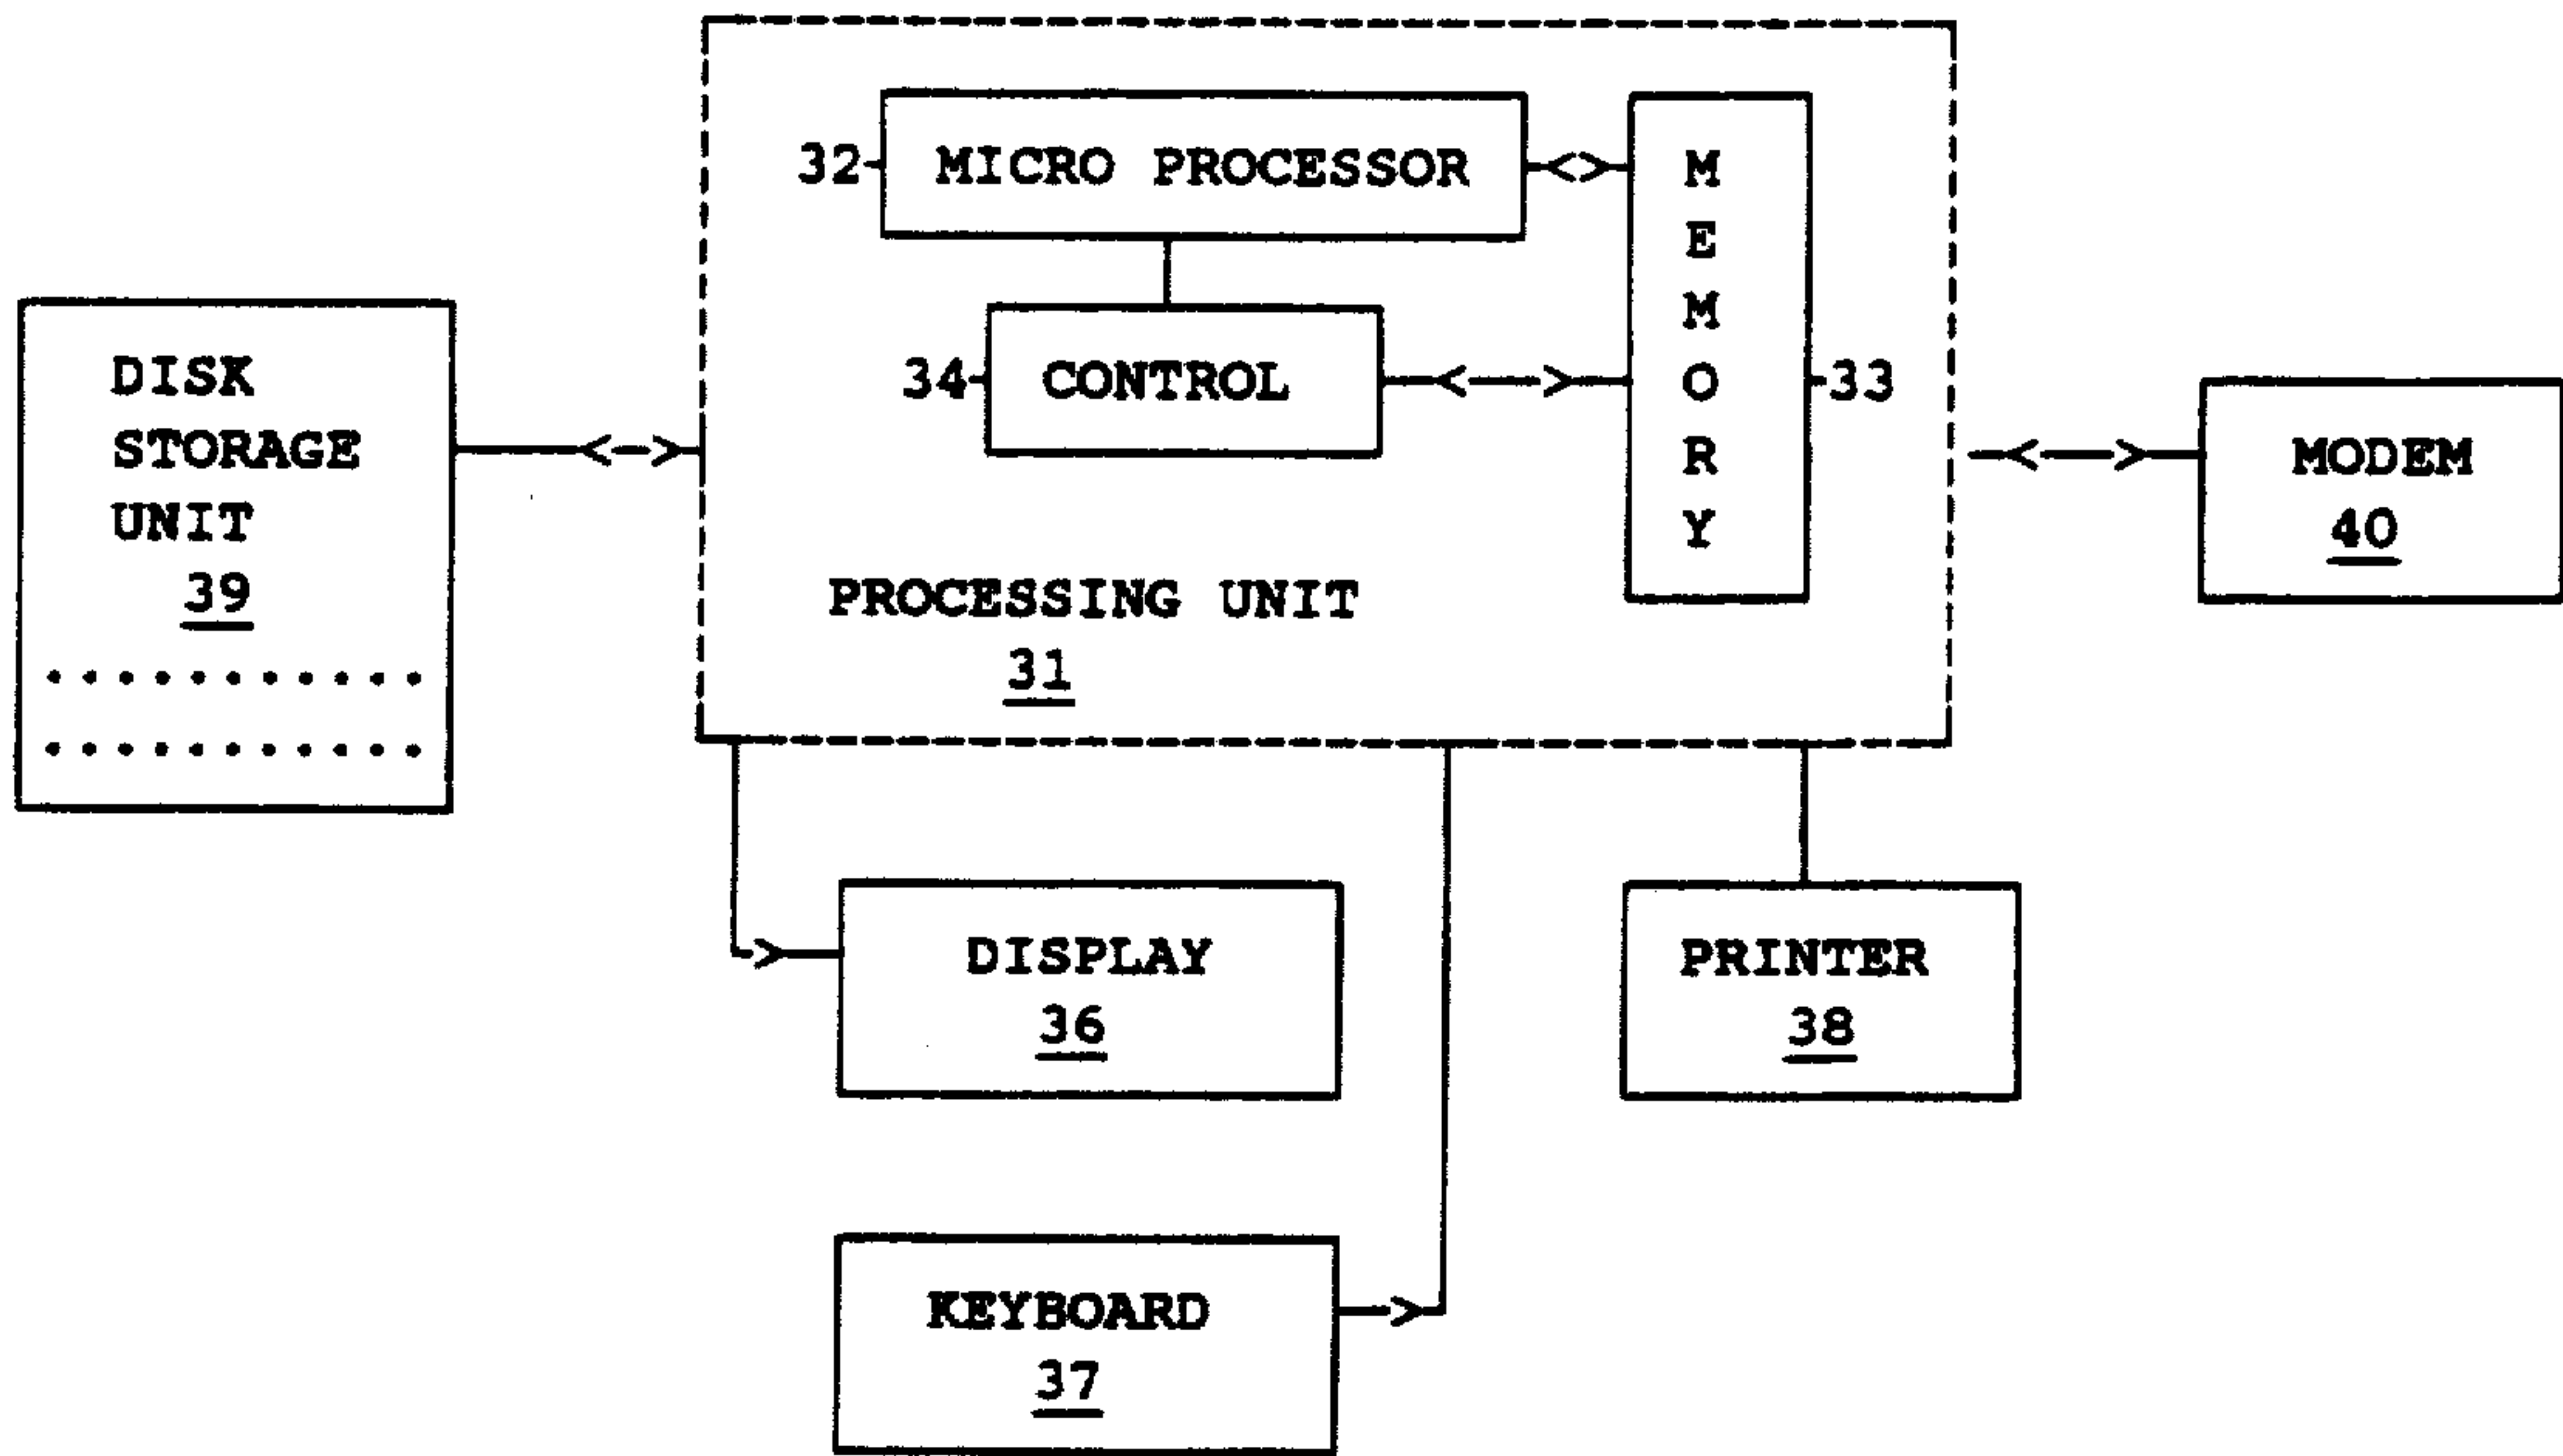 32 MICRO PROCESSOR
MEMORY
33
34 CONTROL
PROCESSING UNIT
31
DISK
STORAGE
UNIT
39
MODEM
40
DISPLAY
36
PRINTER
38
KEYBOARD
37